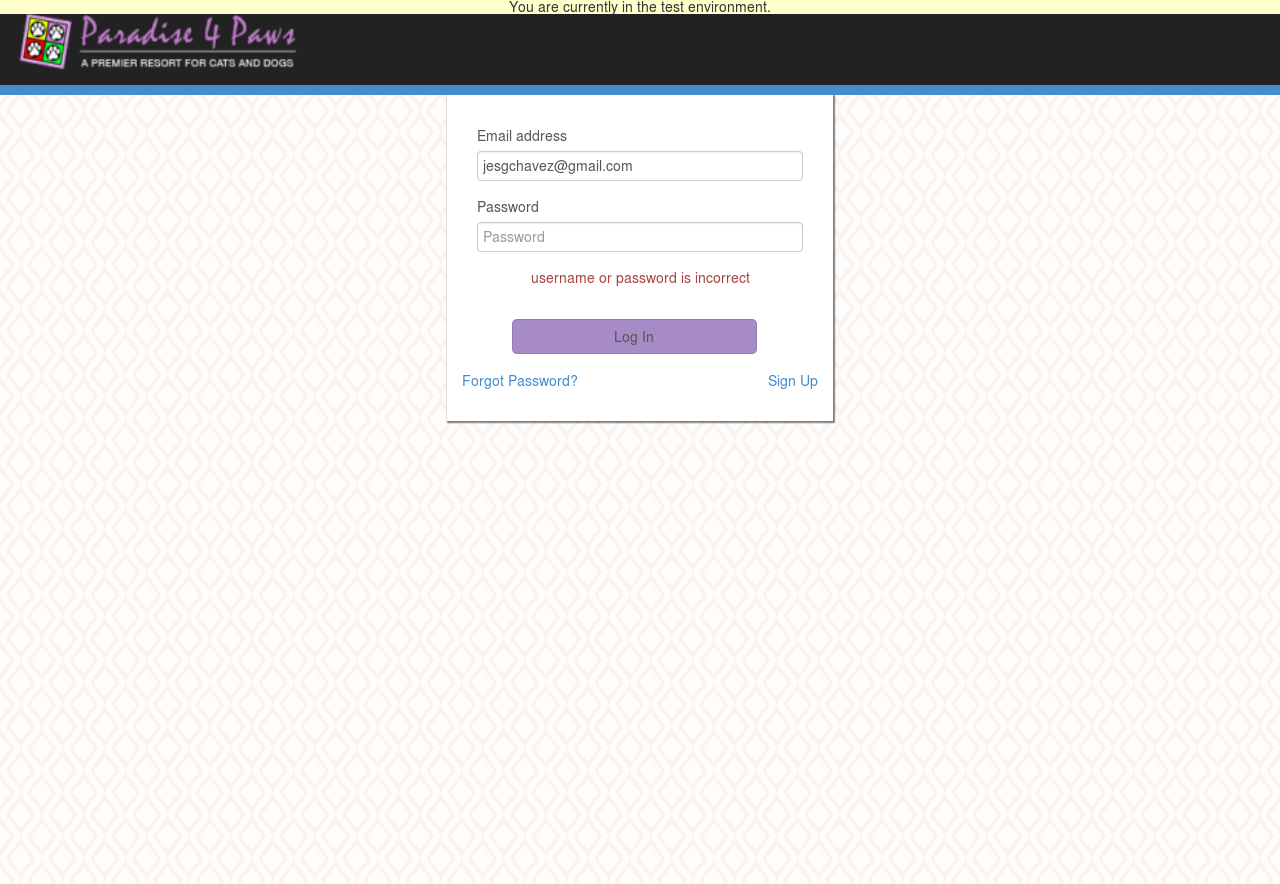 You are currently in the test environment.
Paradise 4 Paws
A PREMIER RESORT FOR CATS AND DOGS
Email address
jesgchavez@gmail.com
Password
Password
username or password is incorrect
Log In
Forgot Password? Sign Up